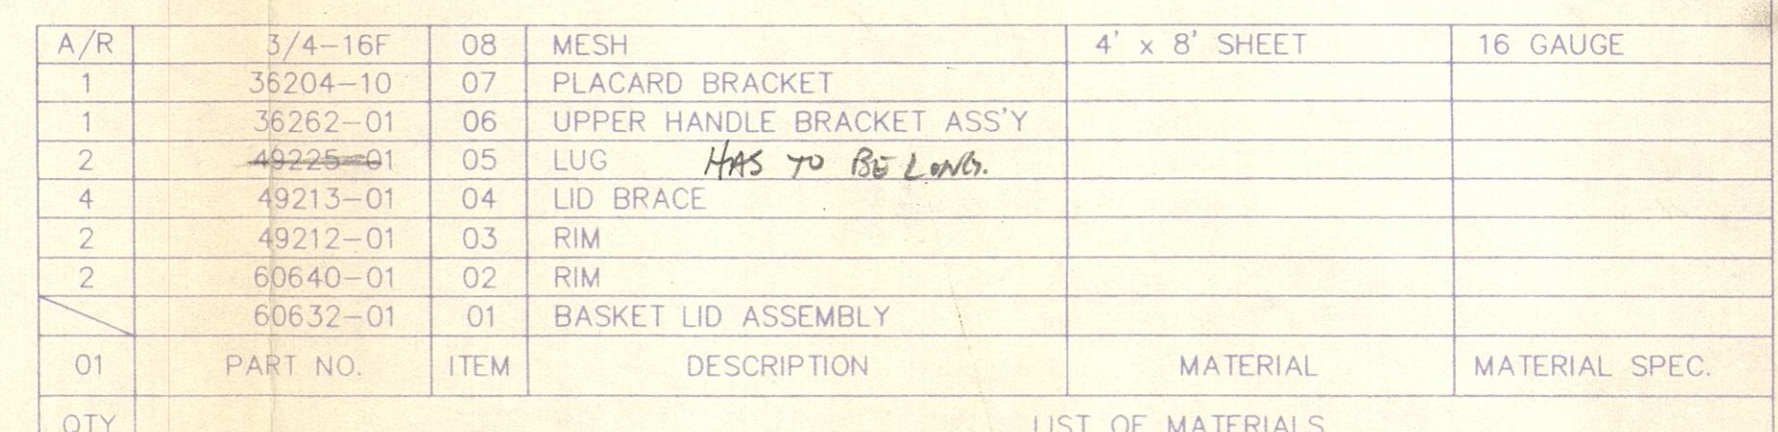 A/R 3/4-16F 08 MESH 4' x 8' SHEET 16 GAUGE
1 36204-10 07 PLACARD BRACKET
1 36262-01 06 UPPER HANDLE BRACKET ASS'Y
2 49225-01 05 LUG HAS TO BE LONG.
4 49213-01 04 LID BRACE
2 49212-01 03 RIM
2 60640-01 02 RIM
60632-01 01 BASKET LID ASSEMBLY
01 PART NO. ITEM DESCRIPTION MATERIAL MATERIAL SPEC.
QTY LIST OF MATERIALS